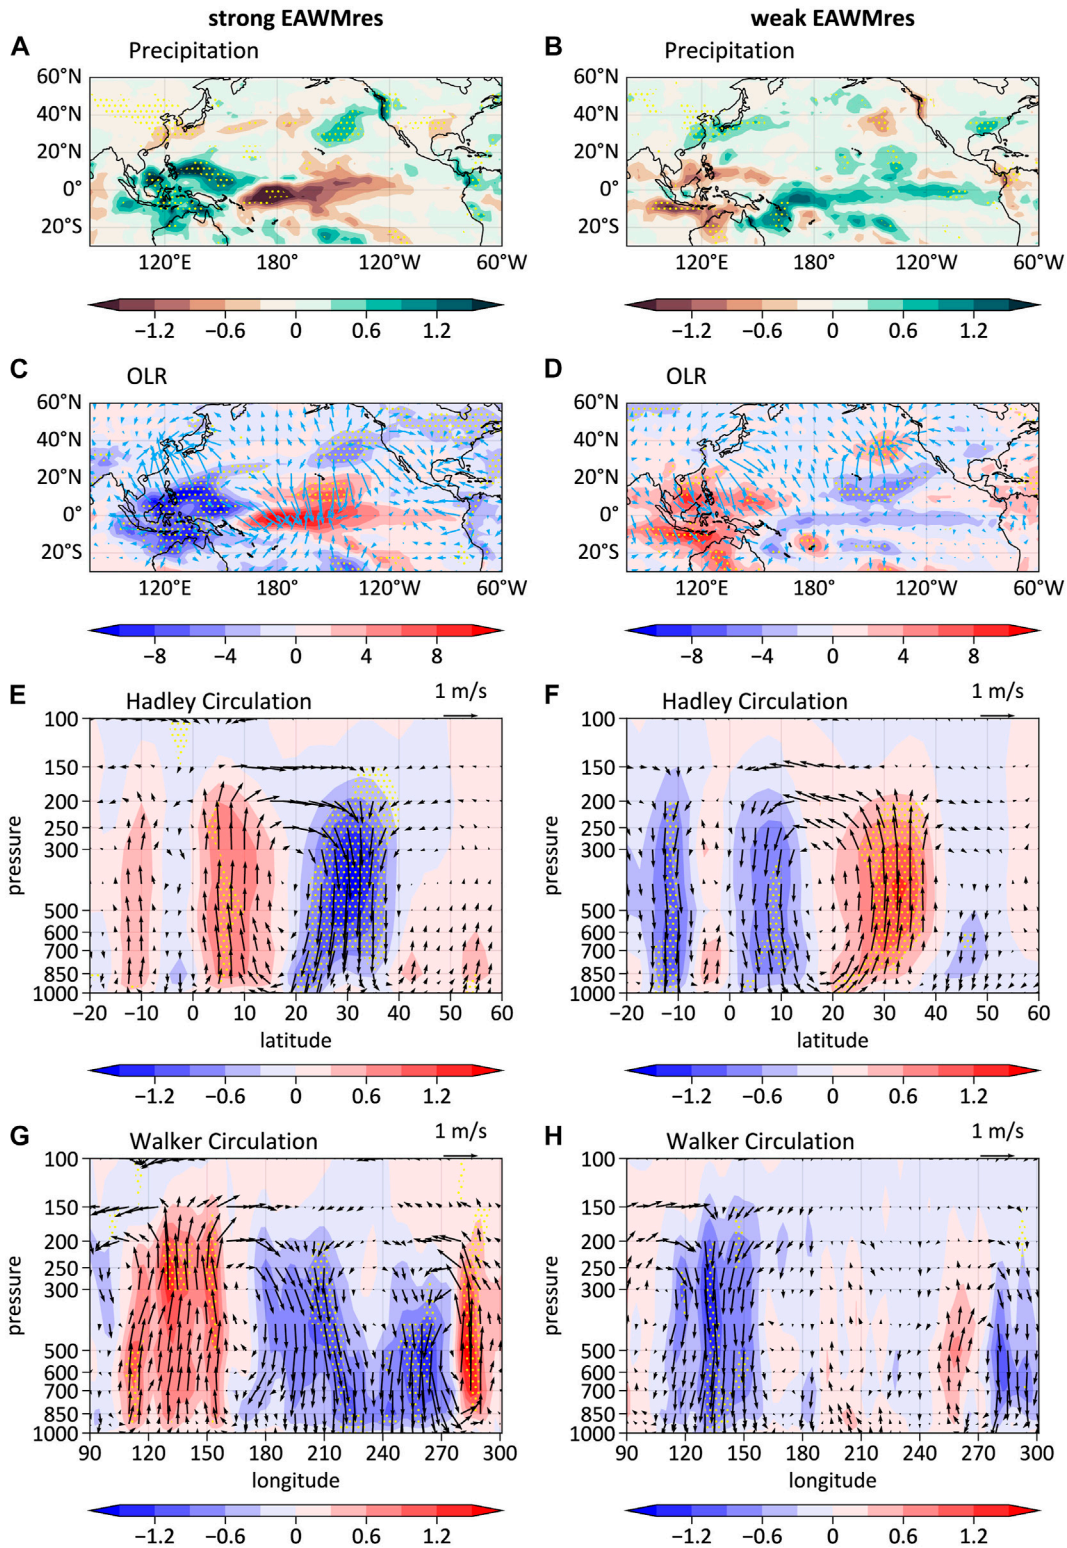 strong EAWMres weak EAWMres
A Precipitation B Precipitation
60°N 60°N
40°N 40°N
20°N 20°N
0° 0°
20°S 20°S
120°E 180° 120°W 60°W 120°E 180° 120°W 60°W
−1.2 −0.6 0 0.6 1.2 −1.2 −0.6 0 0.6 1.2
C OLR D OLR
60°N 60°N
40°N 40°N
20°N 20°N
0° 0°
20°S 20°S
120°E 180° 120°W 60°W 120°E 180° 120°W 60°W
−8 −4 0 4 8 −8 −4 0 4 8
E Hadley Circulation 1 m/s F Hadley Circulation 1 m/s
100 100
150 150
200 200
250 250
300 300
pressure pressure
500 500
600 600
700 700
850 850
1000 1000
−20 −10 0 10 20 30 40 50 60 −20 −10 0 10 20 30 40 50 60
latitude latitude
−1.2 −0.6 0 0.6 1.2 −1.2 −0.6 0 0.6 1.2
G Walker Circulation 1 m/s H Walker Circulation 1 m/s
100 100
150 150
200 200
250 250
300 300
pressure pressure
500 500
600 600
700 700
850 850
1000 1000
90 120 150 180 210 240 270 300 90 120 150 180 210 240 270 300
longitude longitude
−1.2 −0.6 0 0.6 1.2 −1.2 −0.6 0 0.6 1.2